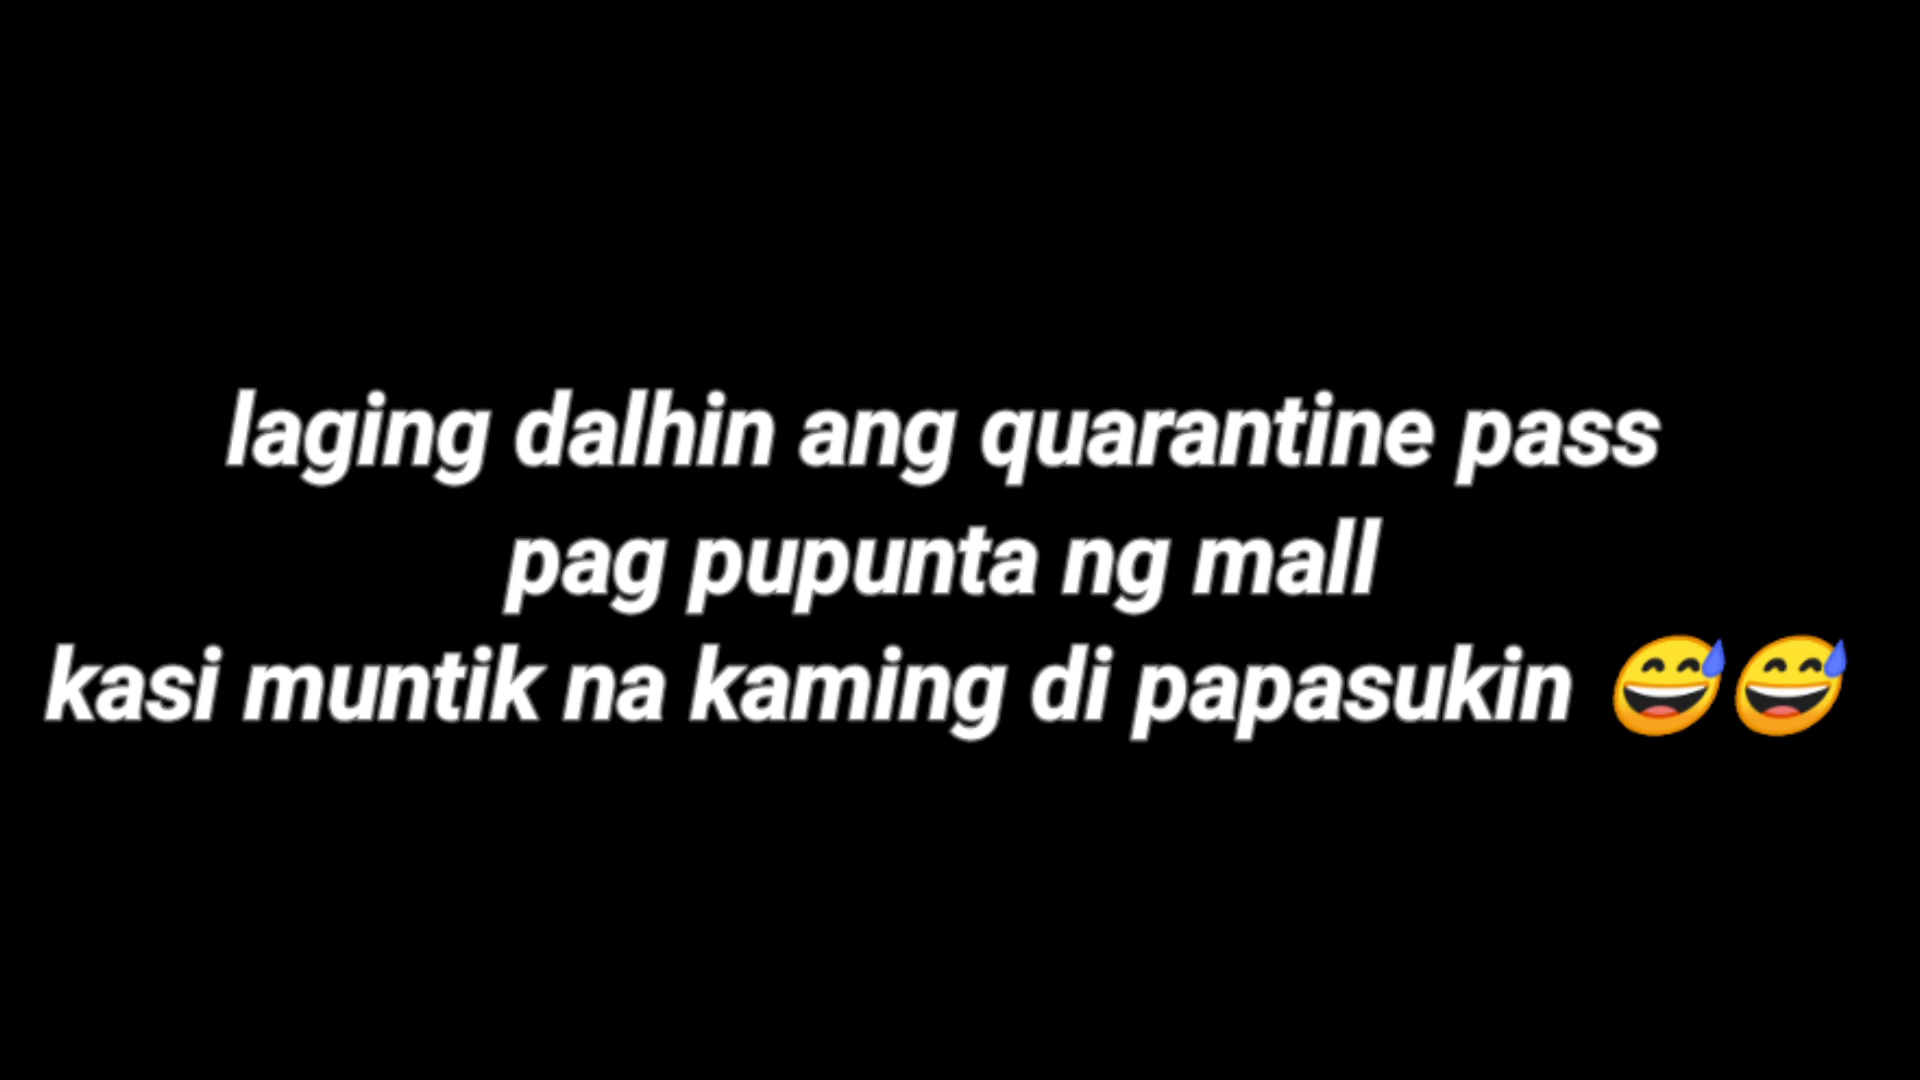 laging dalhin ang quarantine pass
pag pupunta ng mall
kasi muntik na kaming di papasukin 😅😅